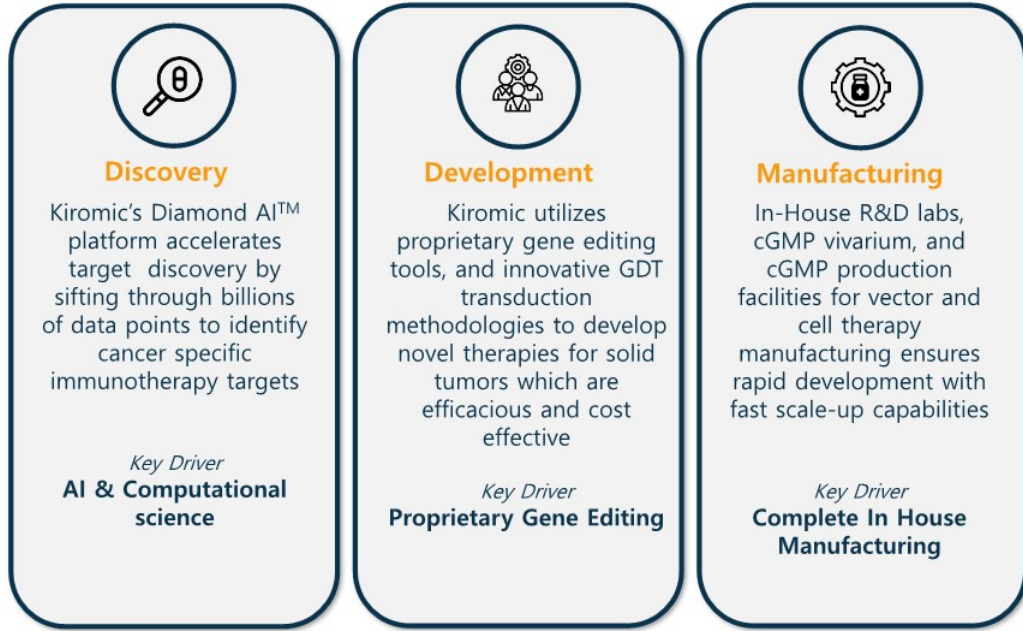 Discovery
Kiromic's Diamond AI™
platform accelerates
target discovery by
sifting through billions
of data points to identify
cancer specific
immunotherapy targets
Key Driver
AI & Computational
science
Development
Kiromic utilizes
proprietary gene editing
tools, and innovative GDT
transduction
methodologies to develop
novel therapies for solid
tumors which are
efficacious and cost
effective
Key Driver
Proprietary Gene Editing
Manufacturing
In-House R&D labs,
cGMP vivarium, and
cGMP production
facilities for vector and
cell therapy
manufacturing ensures
rapid development with
fast scale-up capabilities
Key Driver
Complete In House
Manufacturing